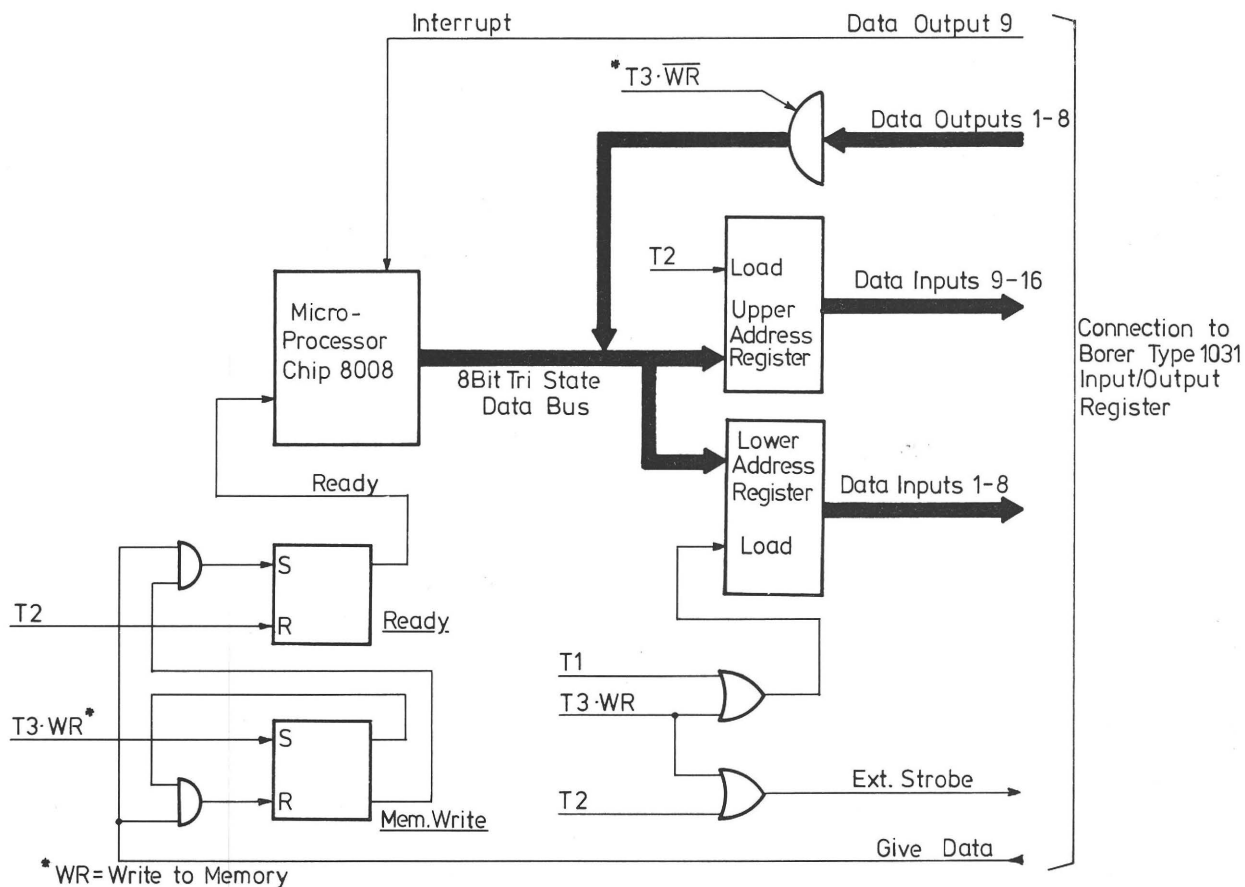 Interrupt
Data Output 9
*T3·W̅R̅
Data Outputs 1-8
T2
Load
Upper
Address
Register
Data Inputs 9-16
Micro-
Processor
Chip 8008
8Bit Tri State
Data Bus
Connection to
Borer Type 1031
Input/Output
Register
Lower
Address
Register
Load
Data Inputs 1-8
Ready
S
R
T2
Ready
T1
T3·WR
T3·WR*
S
R
Mem.Write
T2
Ext. Strobe
Give Data
*WR=Write to Memory